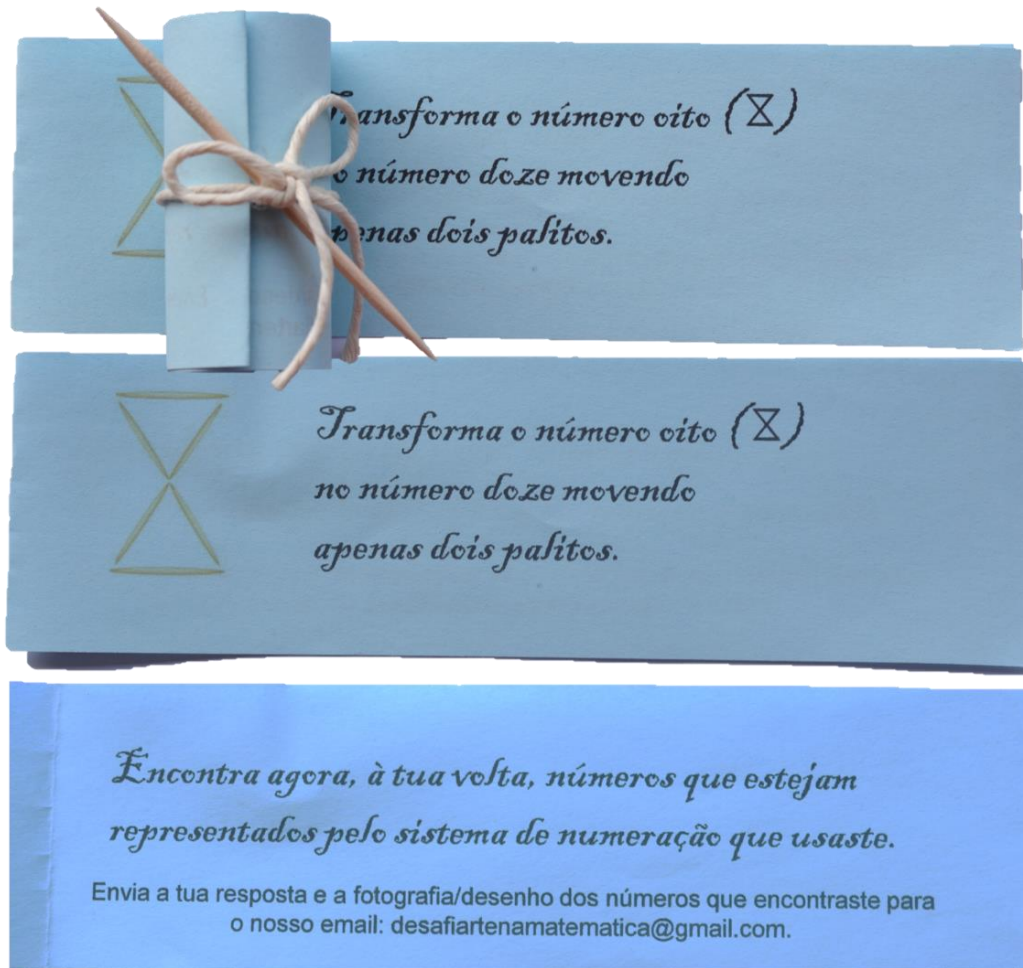 Transforma o número oito (⧖)
o número doze movendo
apenas dois palitos.
Transforma o número oito (⧖)
no número doze movendo
apenas dois palitos.
Encontra agora, à tua volta, números que estejam
representados pelo sistema de numeração que usaste.
Envia a tua resposta e a fotografia/desenho dos números que encontraste para
o nosso email: desafiartenamatematica@gmail.com.